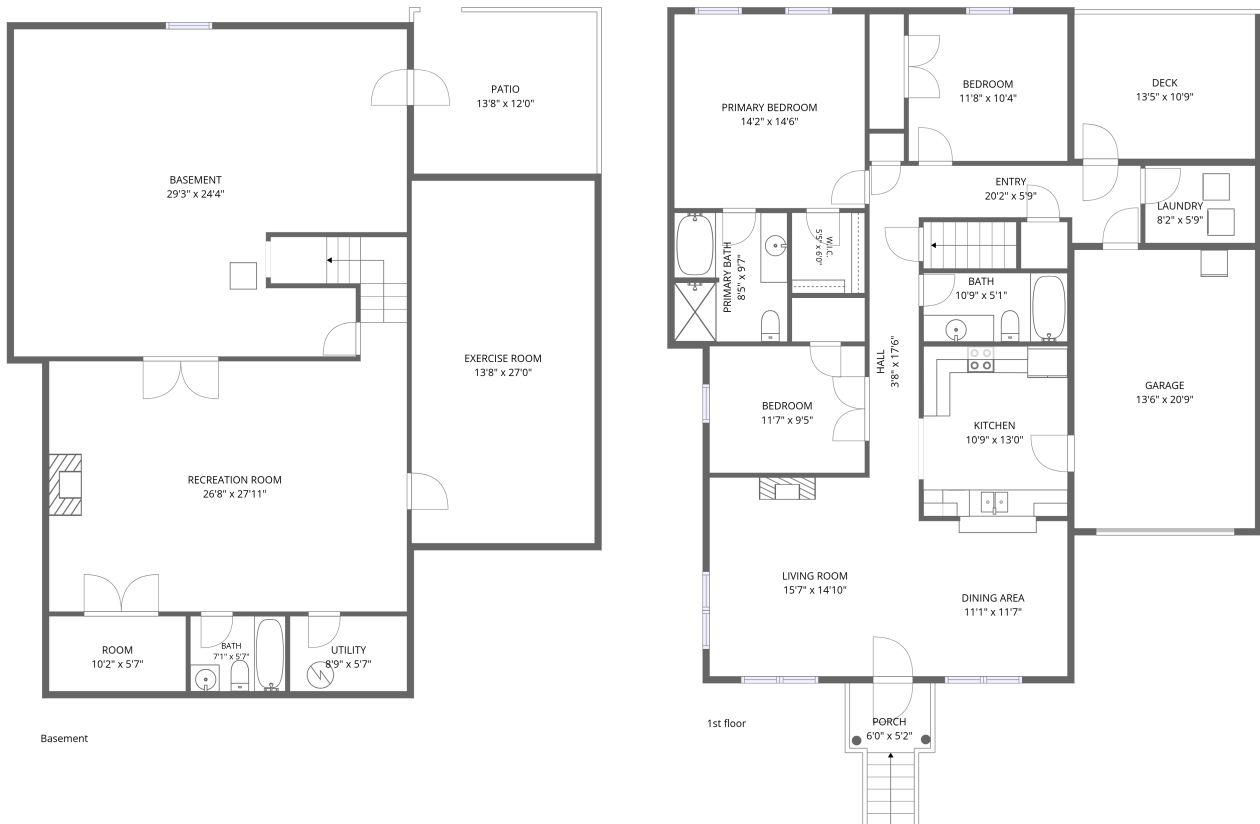 PATIO
13'8" x 12'0"
BASEMENT
29'3" x 24'4"
EXERCISE ROOM
13'8" x 27'0"
RECREATION ROOM
26'8" x 27'11"
ROOM
10'2" x 5'7"
BATH
7'1" x 5'7"
UTILITY
8'9" x 5'7"
Basement
PRIMARY BEDROOM
14'2" x 14'6"
BEDROOM
11'8" x 10'4"
DECK
13'5" x 10'9"
ENTRY
20'2" x 5'9"
LAUNDRY
8'2" x 5'9"
PRIMARY BATH
8'5" x 9'7"
W.I.C.
5'5" x 6'0"
BATH
10'9" x 5'1"
HALL
3'8" x 17'6"
BEDROOM
11'7" x 9'5"
KITCHEN
10'9" x 13'0"
GARAGE
13'6" x 20'9"
LIVING ROOM
15'7" x 14'10"
DINING AREA
11'1" x 11'7"
PORCH
6'0" x 5'2"
1st floor